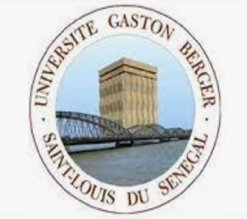 UNIVERSITE GASTON BERGER
SAINT-LOUIS DU SENEGAL